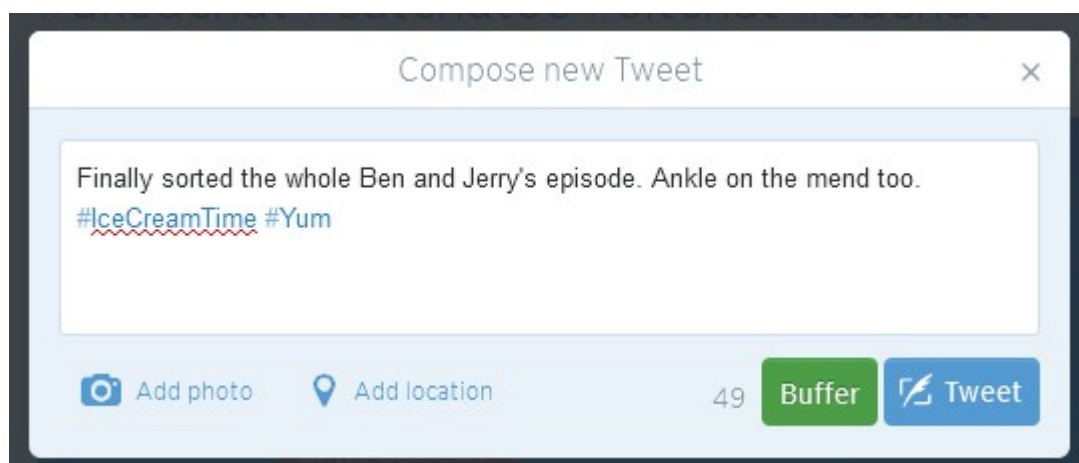 Compose new Tweet
Finally sorted the whole Ben and Jerry's episode. Ankle on the mend too.
#IceCreamTime #Yum
Add photo
Add location
49
Buffer
Tweet